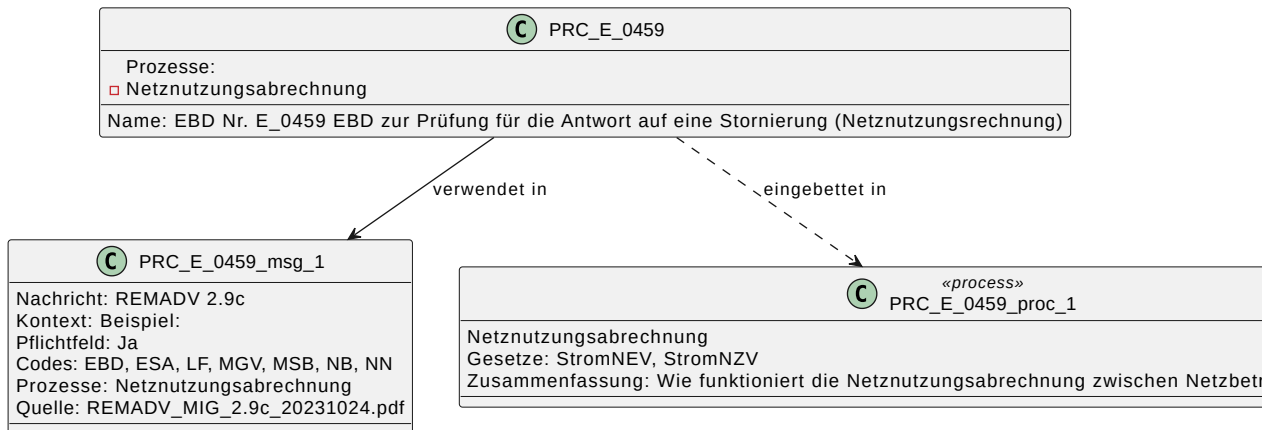 C PRC_E_0459
Prozesse:
Netznutzungsabrechnung
Name: EBD Nr. E_0459 EBD zur Prüfung für die Antwort auf eine Stornierung (Netznutzungsrechnung)
verwendet in
eingebettet in
C PRC_E_0459_msg_1
Nachricht: REMADV 2.9c
Kontext: Beispiel:
Pflichtfeld: Ja
Codes: EBD, ESA, LF, MGV, MSB, NB, NN
Prozesse: Netznutzungsabrechnung
Quelle: REMADV_MIG_2.9c_20231024.pdf
«process»
C PRC_E_0459_proc_1
Netznutzungsabrechnung
Gesetze: StromNEV, StromNZV
Zusammenfassung: Wie funktioniert die Netznutzungsabrechnung zwischen Netzbetr